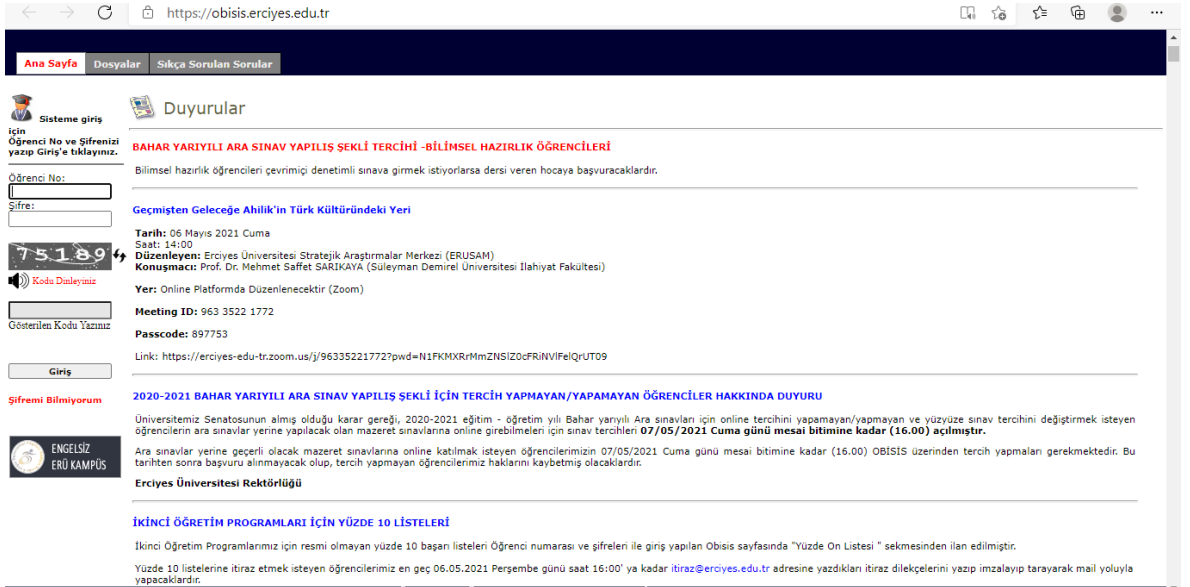 https://obisis.erciyes.edu.tr
Ana Sayfa Dosyalar Sıkça Sorulan Sorular
Sisteme giriş
için
Öğrenci No ve Şifrenizi
yazıp Giriş'e tıklayınız.
Öğrenci No:
Şifre:
75189
Kodu Dinleyiniz
Gösterilen Kodu Yazınız
Giriş
Şifremi Bilmiyorum
ENGELSİZ
ERÜ KAMPÜS
Duyurular
BAHAR YARIYILI ARA SINAV YAPILIŞ ŞEKLİ TERCİHİ -BİLİMSEL HAZIRLIK ÖĞRENCİLERİ
Bilimsel hazırlık öğrencileri çevrimiçi denetimli sınava girmek istiyorlarsa dersi veren hocaya başvuracaklardır.
Geçmişten Geleceğe Ahilik'in Türk Kültüründeki Yeri
Tarih: 06 Mayıs 2021 Cuma
Saat: 14:00
Düzenleyen: Erciyes Üniversitesi Stratejik Araştırmalar Merkezi (ERUSAM)
Konuşmacı: Prof. Dr. Mehmet Saffet SARIKAYA (Süleyman Demirel Üniversitesi İlahiyat Fakültesi)
Yer: Online Platformda Düzenlenecektir (Zoom)
Meeting ID: 963 3522 1772
Passcode: 897753
Link: https://erciyes-edu-tr.zoom.us/j/96335221772?pwd=N1FKMXRrMmZNSlZ0cFRiNVlFelQrUT09
2020-2021 BAHAR YARIYILI ARA SINAV YAPILIŞ ŞEKLİ İÇİN TERCİH YAPMAYAN/YAPAMAYAN ÖĞRENCİLER HAKKINDA DUYURU
Üniversitemiz Senatosunun almış olduğu karar gereği, 2020-2021 eğitim - öğretim yılı Bahar yarıyılı Ara sınavları için online tercihini yapamayan/yapmayan ve yüzyüze sınav tercihini değiştirmek isteyen
öğrencilerin ara sınavlar yerine yapılacak olan mazeret sınavlarına online girebilmeleri için sınav tercihleri 07/05/2021 Cuma günü mesai bitimine kadar (16.00) açılmıştır.
Ara sınavlar yerine geçerli olacak mazeret sınavlarına online katılmak isteyen öğrencilerimizin 07/05/2021 Cuma günü mesai bitimine kadar (16.00) OBİSİS üzerinden tercih yapmaları gerekmektedir. Bu
tarihten sonra başvuru alınmayacak olup, tercih yapmayan öğrencilerimiz haklarını kaybetmiş olacaklardır.
Erciyes Üniversitesi Rektörlüğü
İKİNCİ ÖĞRETİM PROGRAMLARI İÇİN YÜZDE 10 LİSTELERİ
İkinci Öğretim Programlarımız için resmi olmayan yüzde 10 başarı listeleri Öğrenci numarası ve şifreleri ile giriş yapılan Obisis sayfasında "Yüzde On Listesi " sekmesinden ilan edilmiştir.
Yüzde 10 listelerine itiraz etmek isteyen öğrencilerimiz en geç 06.05.2021 Perşembe günü saat 16:00' ya kadar itiraz@erciyes.edu.tr adresine yazdıkları itiraz dilekçelerini yazıp imzalayıp tarayarak mail yoluyla
yapacaklardır.